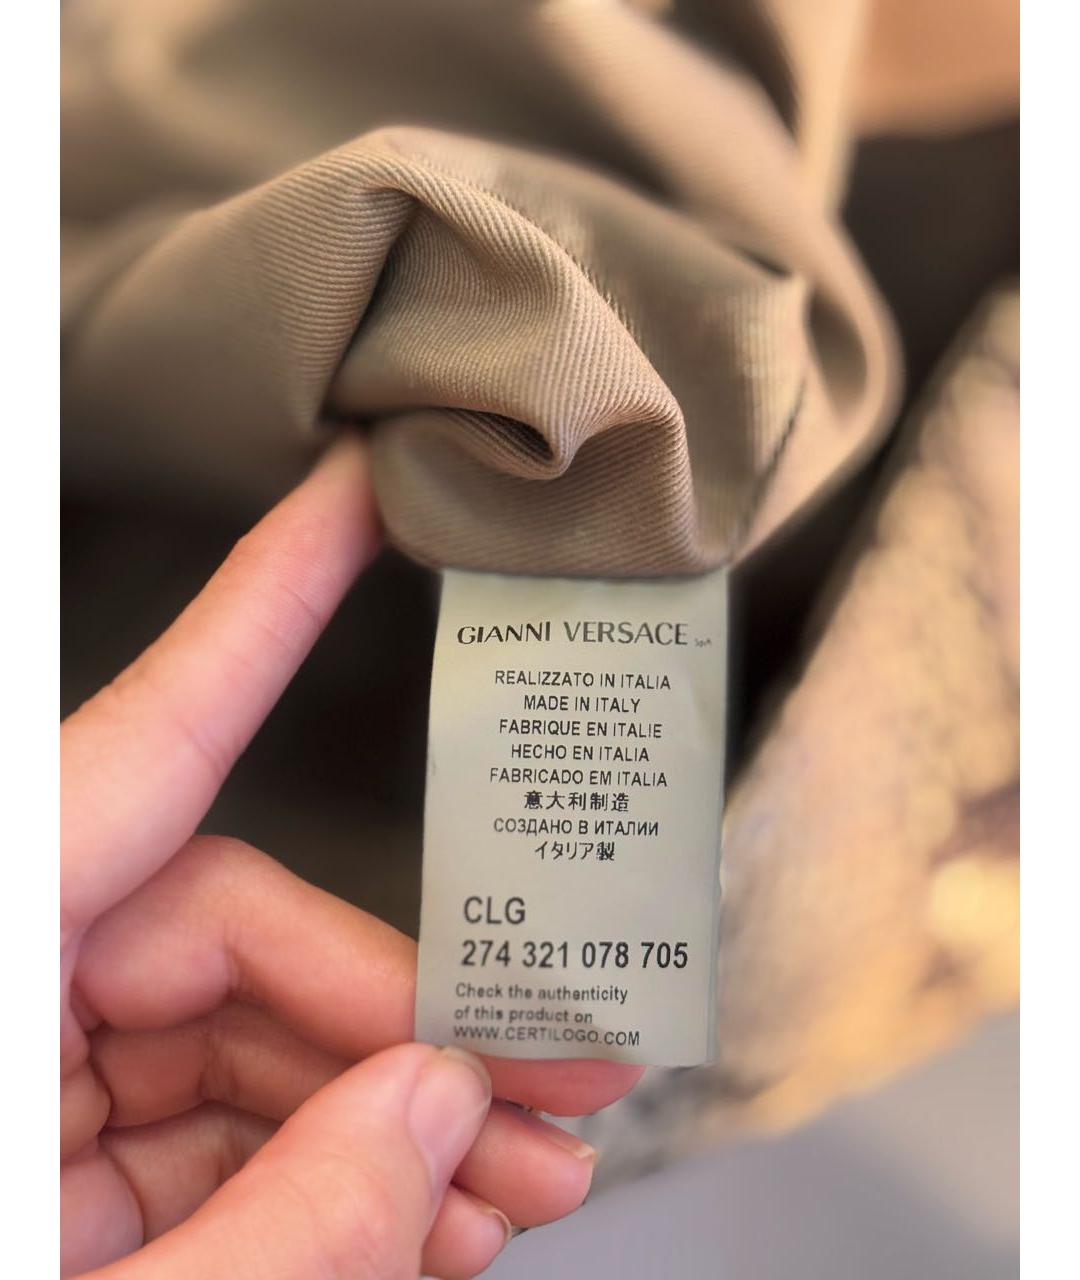 GIANNI VERSACE SpA
REALIZZATO IN ITALIA
MADE IN ITALY
FABRIQUE EN ITALIE
HECHO EN ITALIA
FABRICADO EM ITALIA
意大利制造
СОЗДАНО В ИТАЛИИ
イタリア製
CLG
274 321 078 705
Check the authenticity
of this product on
WWW.CERTILOGO.COM